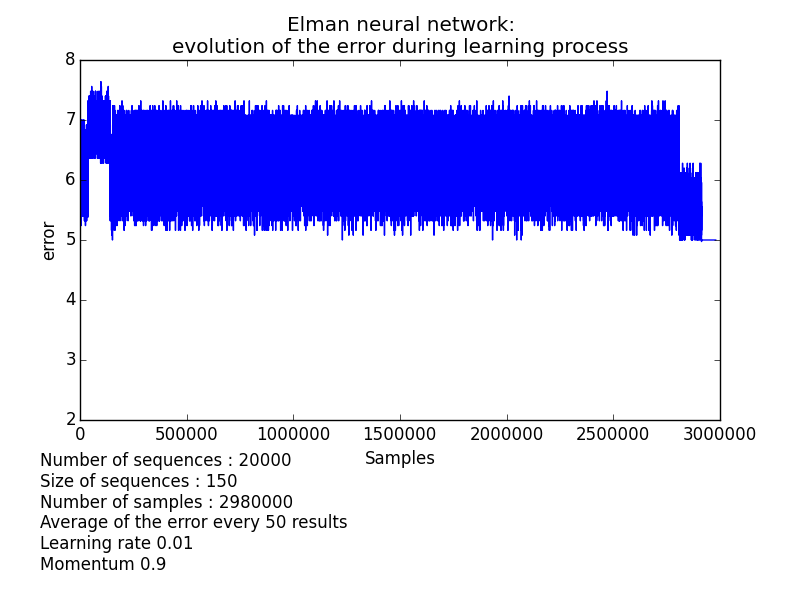 Elman neural network:
evolution of the error during learning process
8
7
6
5
4
3
2
error
0
500000
1000000
1500000
2000000
2500000
3000000
Samples
Number of sequences : 20000
Size of sequences : 150
Number of samples : 2980000
Average of the error every 50 results
Learning rate 0.01
Momentum 0.9